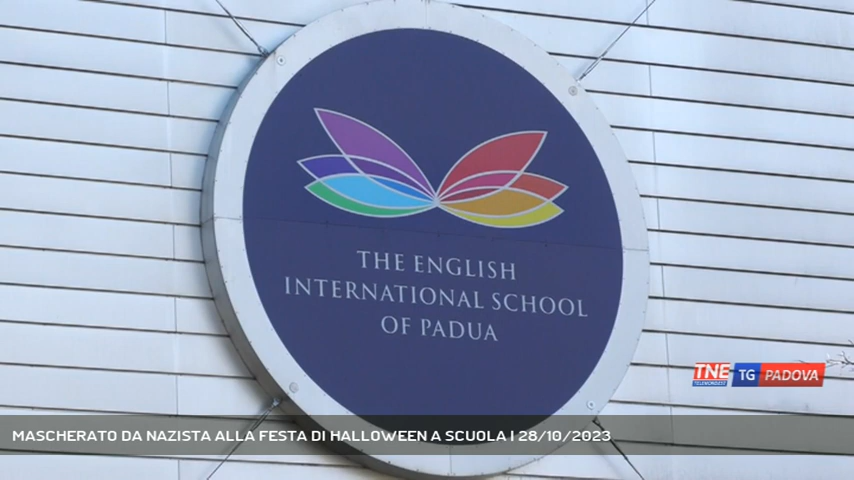 THE ENGLISH
INTERNATIONAL SCHOOL
OF PADUA
TNE TG PADOVA
TELENORDEST
MASCHERATO DA NAZISTA ALLA FESTA DI HALLOWEEN A SCUOLA | 28/10/2023